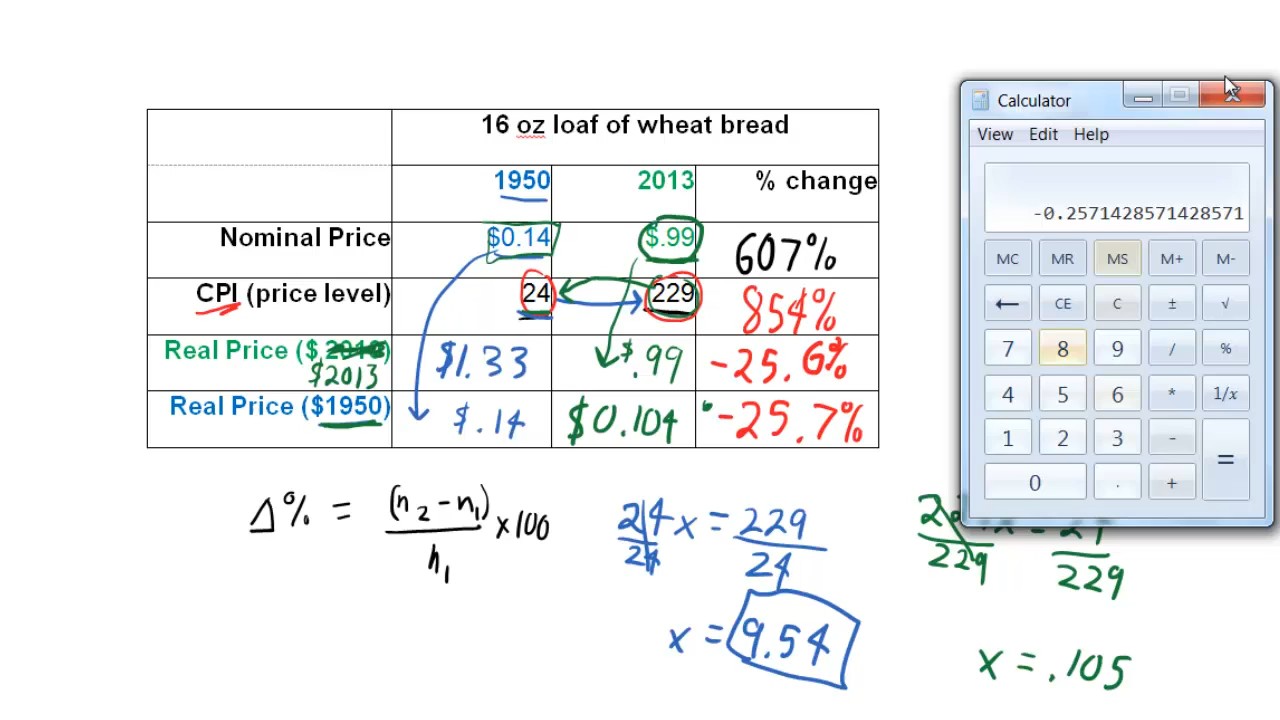 16 oz loaf of wheat bread
1950 2013 % change
Nominal Price $0.14 $.99 607%
CPI (price level) 24 229 854%
Real Price ($ 2010)
$2013 $1.33 $.99 -25.6%
Real Price ($1950) $.14 $0.104 -25.7%
Δ% = (n2 - n1) x 100
n1
24x = 229
24 24
x = 9.54
229
229
x = .105
Calculator
View Edit Help
-0.2571428571428571
MC MR MS M+ M-
← CE C ± √
7 8 9 / %
4 5 6 * 1/x
1 2 3 - =
0 . +